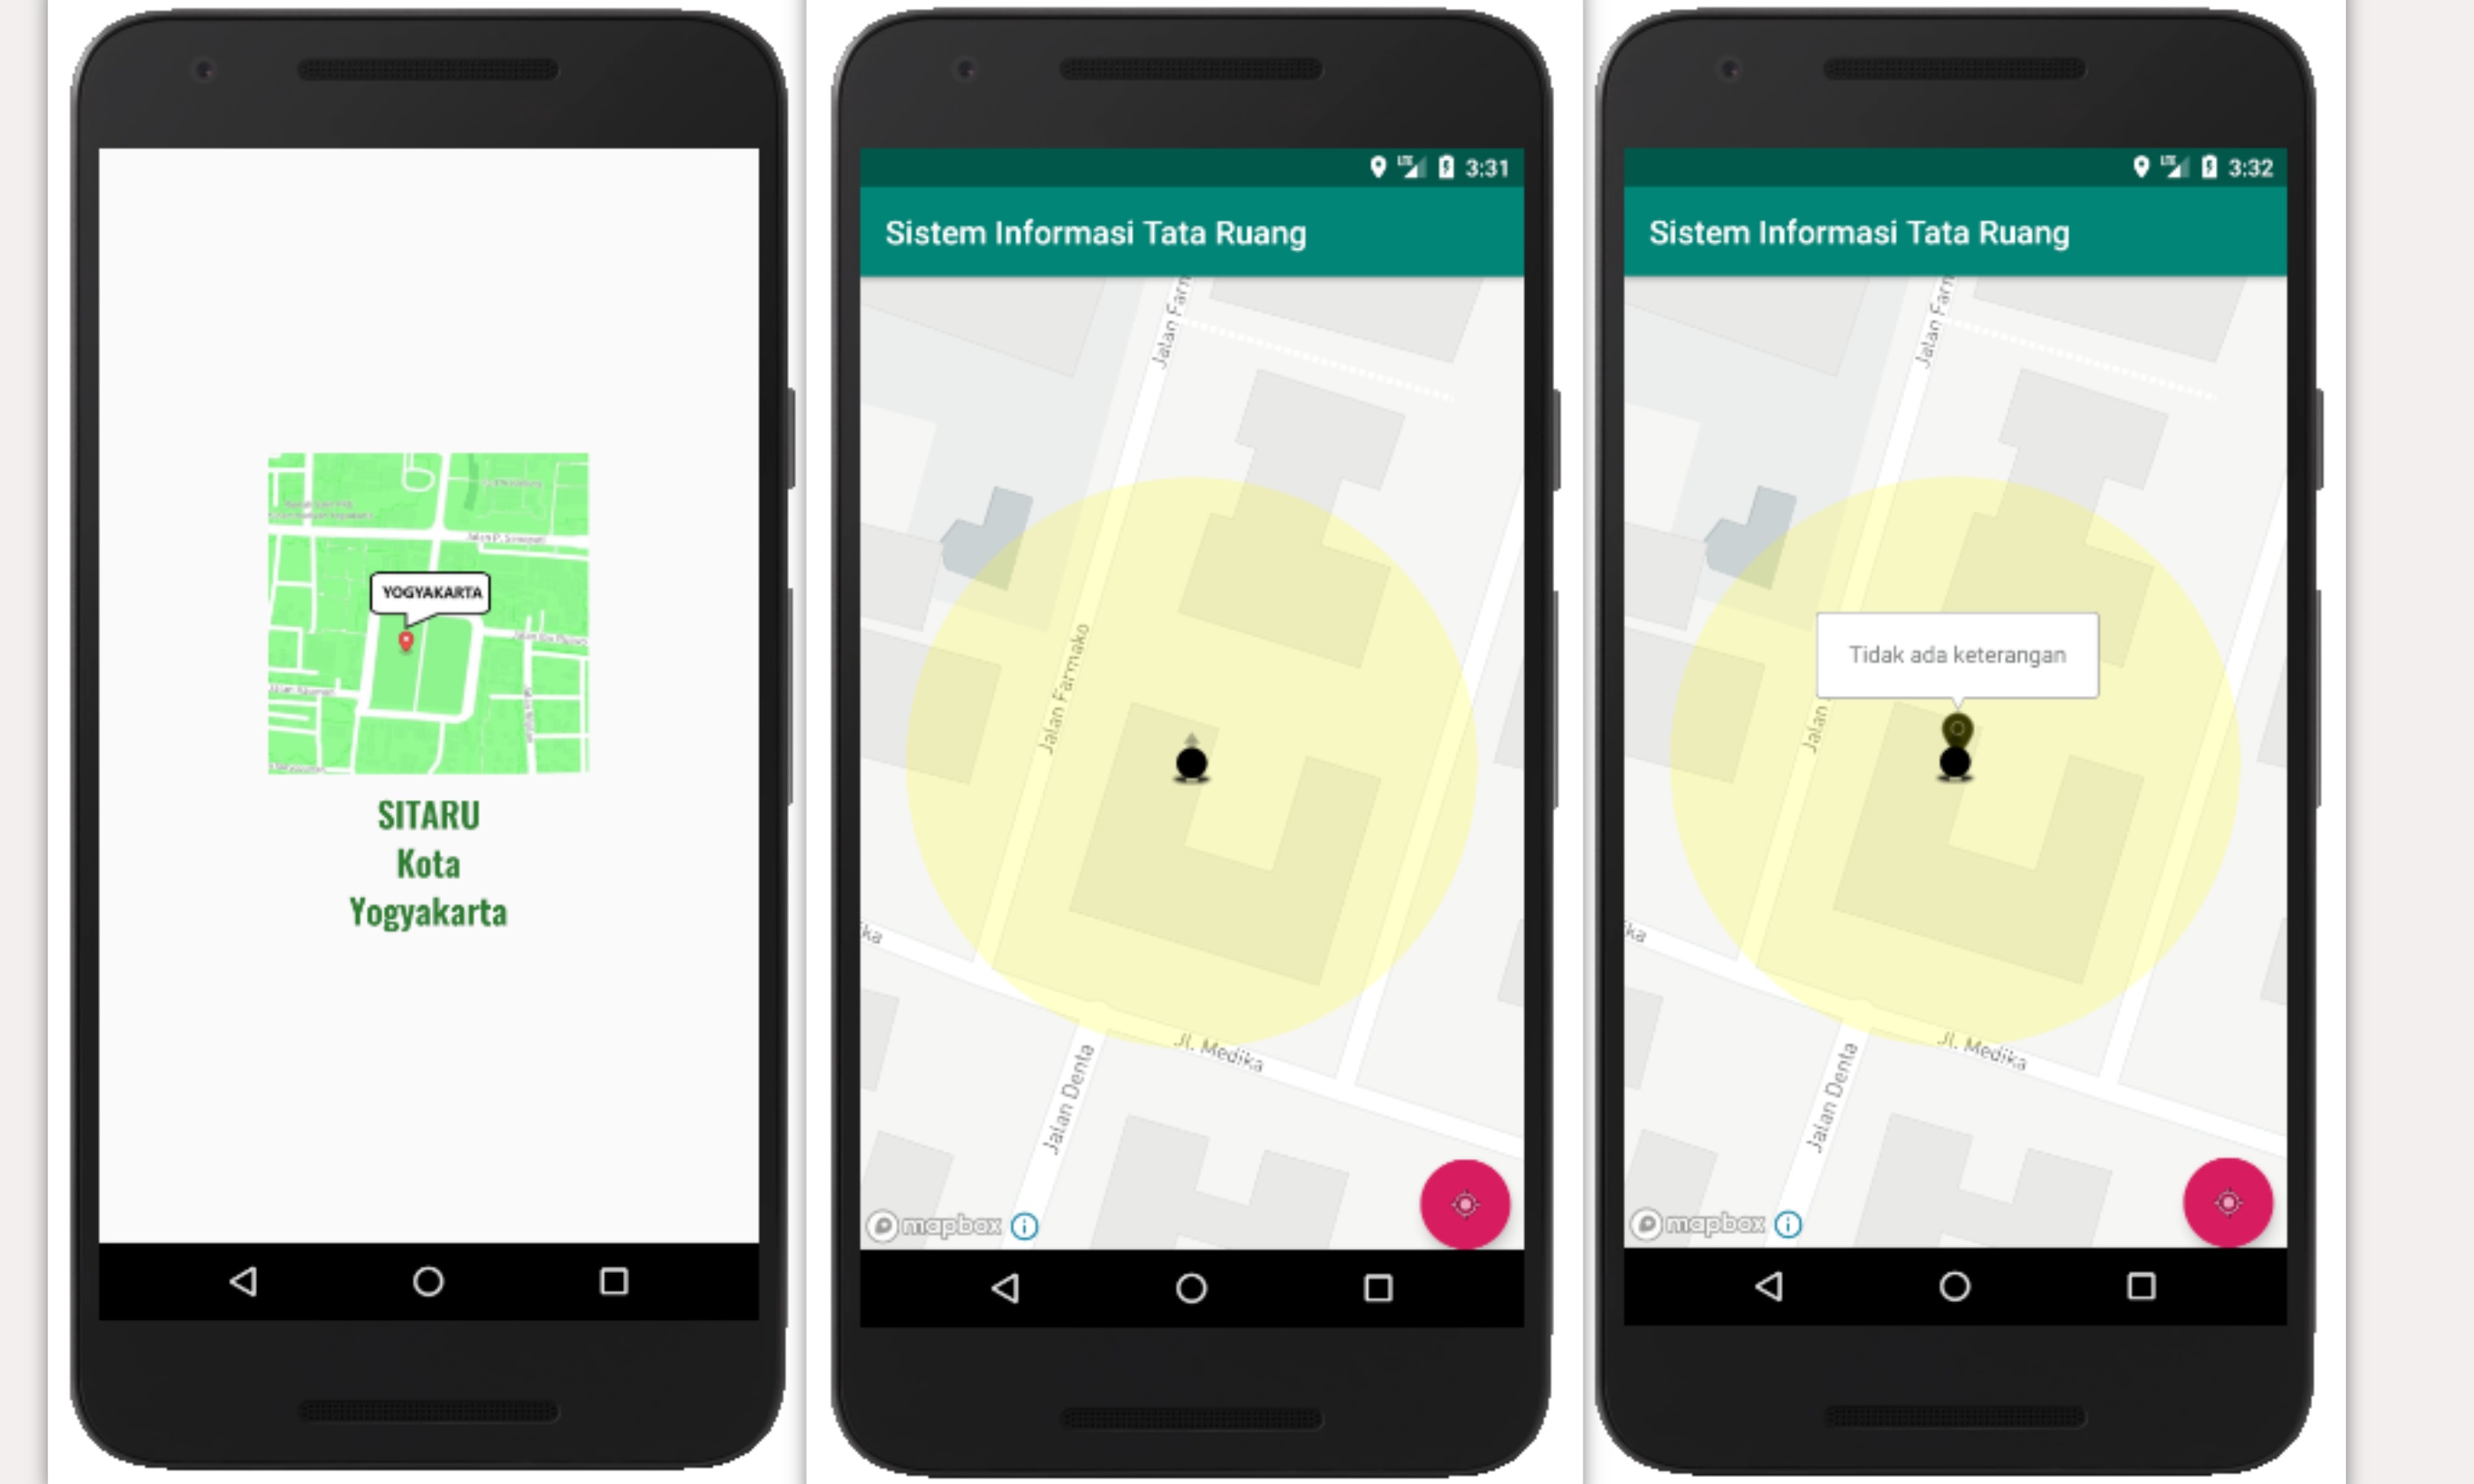 YOGYAKARTA
SITARU
Kota
Yogyakarta
3:31
Sistem Informasi Tata Ruang
Jalan Farm
Jalan Farmako
ka
Jl. Medika
Jalan Denta
mapbox
3:32
Sistem Informasi Tata Ruang
Jalan Farm
Tidak ada keterangan
Jalan
ka
Jl. Medika
Jalan Denta
mapbox